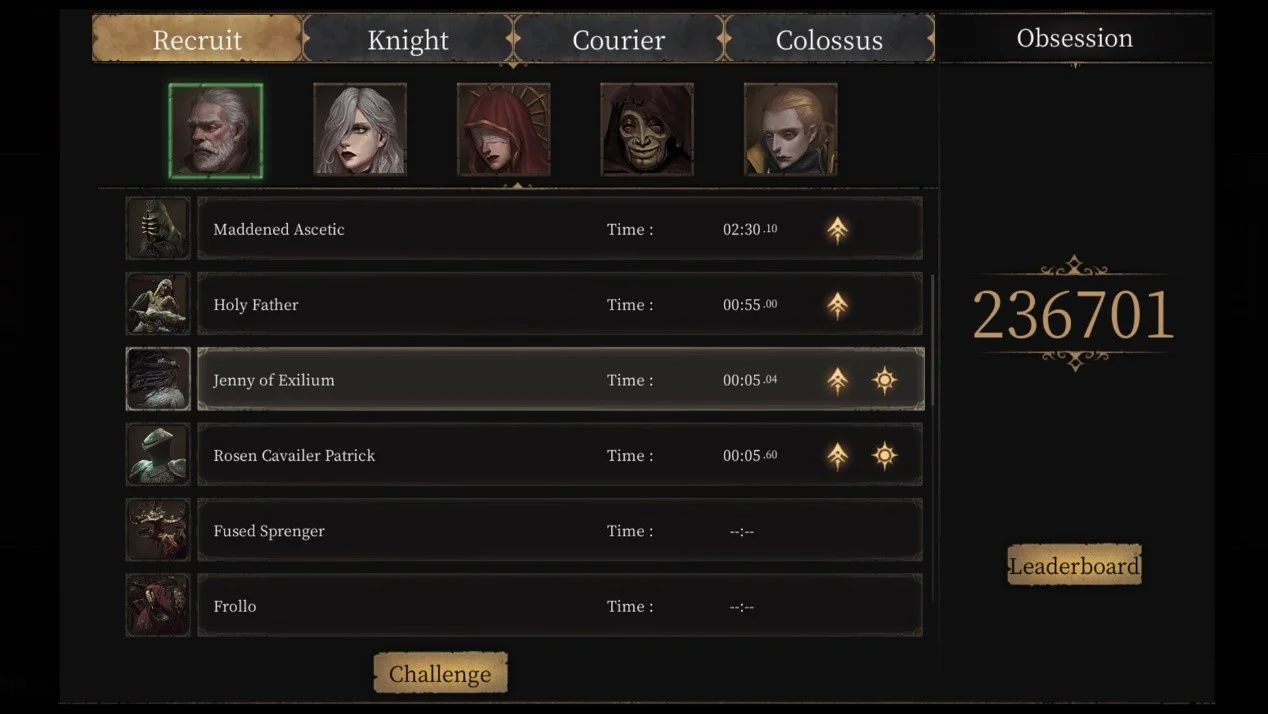 Recruit Knight Courier Colossus Obsession
Maddened Ascetic Time : 02:30.10
Holy Father Time : 00:55.00
236701
Jenny of Exilium Time : 00:05.04
Rosen Cavailer Patrick Time : 00:05.60
Fused Sprenger Time : --:--
Leaderboard
Frollo Time : --:--
Challenge